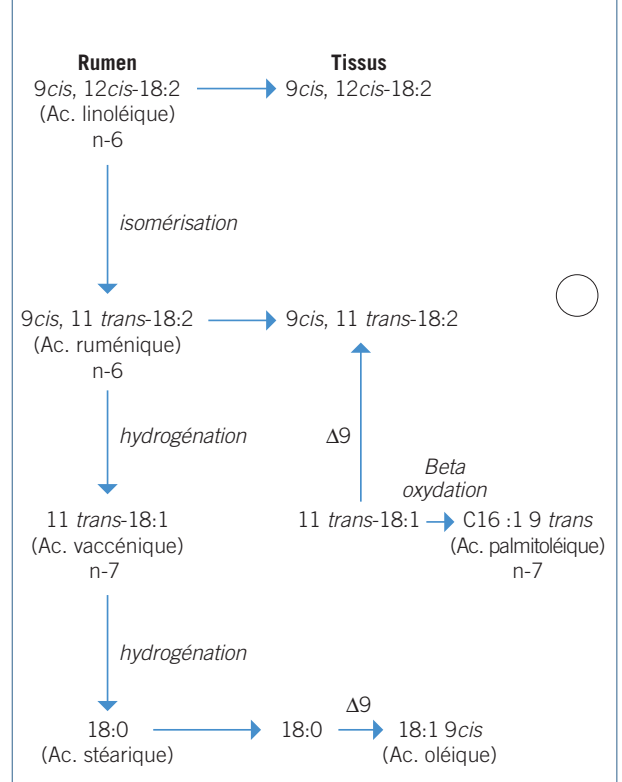 Rumen Tissus
9cis, 12cis-18:2 9cis, 12cis-18:2
(Ac. linoléique)
n-6
isomérisation
9cis, 11 trans-18:2 9cis, 11 trans-18:2
(Ac. ruménique)
n-6
hydrogénation Δ9
Beta
oxydation
11 trans-18:1 11 trans-18:1 C16 :1 9 trans
(Ac. vaccénique) (Ac. palmitoléique)
n-7 n-7
hydrogénation
Δ9
18:0 18:0 18:1 9cis
(Ac. stéarique) (Ac. oléique)